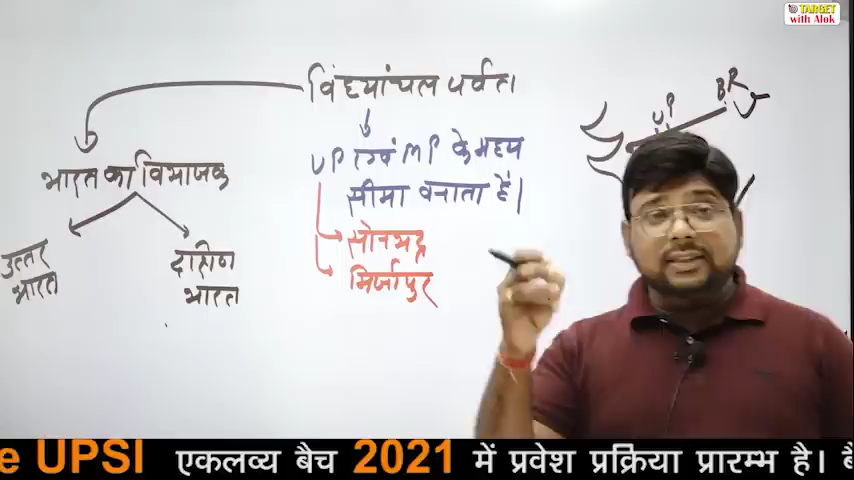 TARGET
with Alok
विंध्यांचल पर्वत
भारत का विभाजक
उत्तर
भारत
दक्षिण
भारत
UP एवं MP के मध्य
सीमा बनाता है।
सोनभद्र
मिर्जापुर
UP
BR
e UPSI एकलव्य बैच 2021 में प्रवेश प्रक्रिया प्रारम्भ है। बै